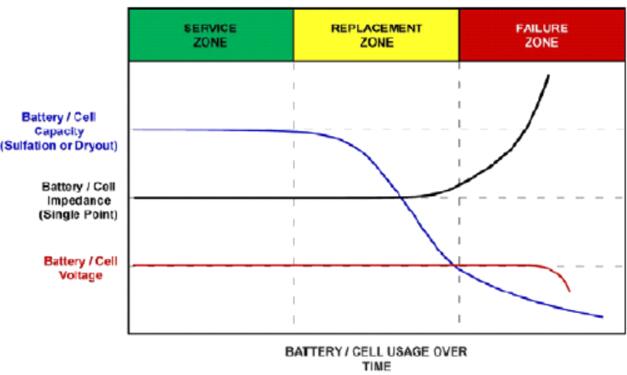 SERVICE
ZONE
REPLACEMENT
ZONE
FAILURE
ZONE
Battery / Cell
Capacity
(Sulfation or Dryout)
Battery / Cell
Impedance
(Single Point)
Battery / Cell
Voltage
BATTERY / CELL USAGE OVER
TIME